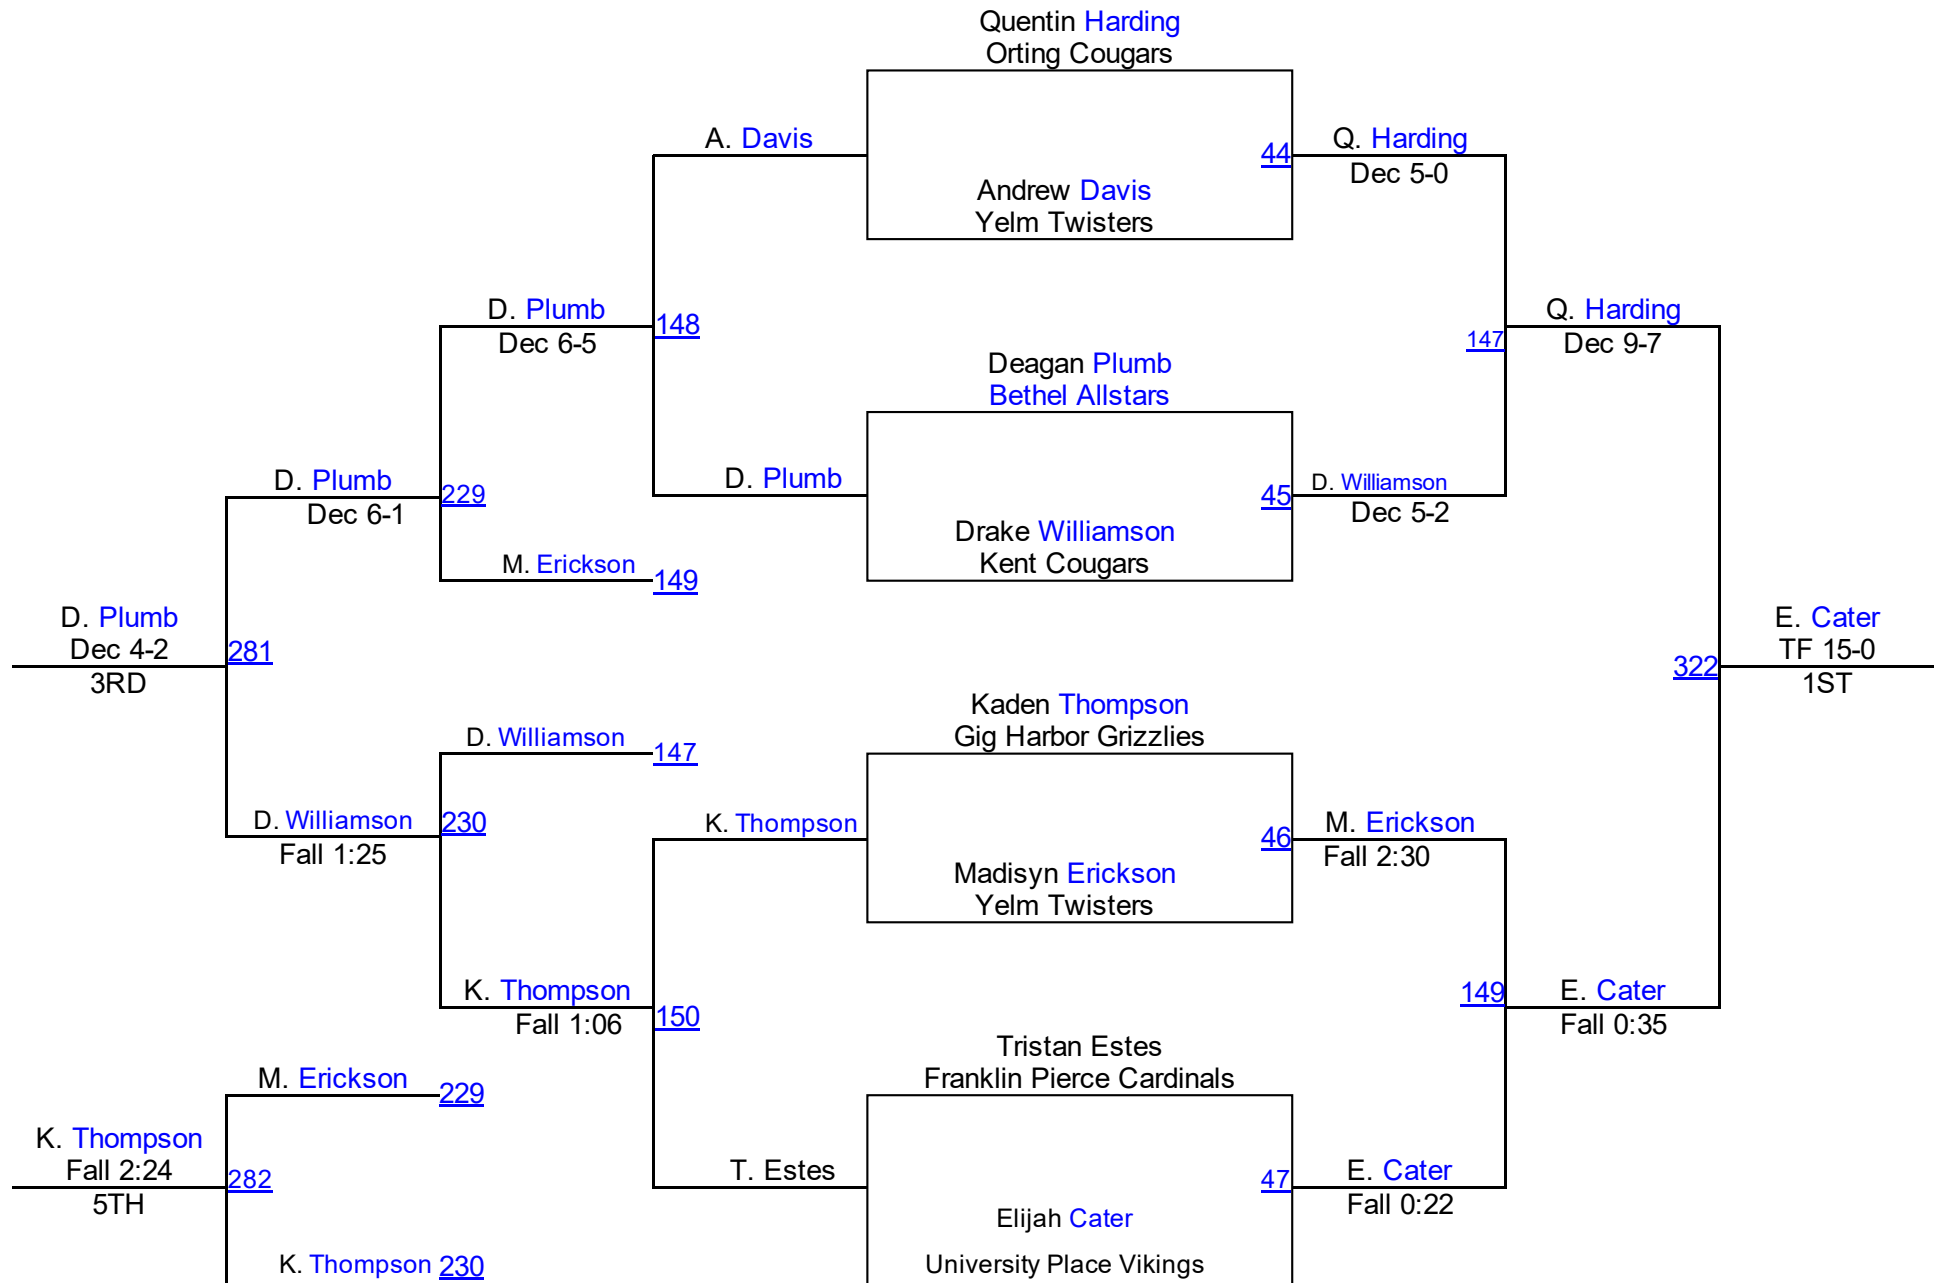 Quentin Harding
Orting Cougars
A. Davis
44
Q. Harding
Dec 5-0
Andrew Davis
Yelm Twisters
D. Plumb
Dec 6-5
148
147
Q. Harding
Dec 9-7
Deagan Plumb
Bethel Allstars
D. Plumb
Dec 6-1
229
D. Plumb
45
D. Williamson
Dec 5-2
Drake Williamson
Kent Cougars
M. Erickson
149
D. Plumb
Dec 4-2
3RD
281
322
E. Cater
TF 15-0
1ST
Kaden Thompson
Gig Harbor Grizzlies
D. Williamson
147
D. Williamson
Fall 1:25
230
K. Thompson
46
M. Erickson
Fall 2:30
Madisyn Erickson
Yelm Twisters
K. Thompson
Fall 1:06
150
149
E. Cater
Fall 0:35
Tristan Estes
Franklin Pierce Cardinals
M. Erickson
229
K. Thompson
Fall 2:24
5TH
282
T. Estes
47
E. Cater
Fall 0:22
Elijah Cater
University Place Vikings
K. Thompson
230